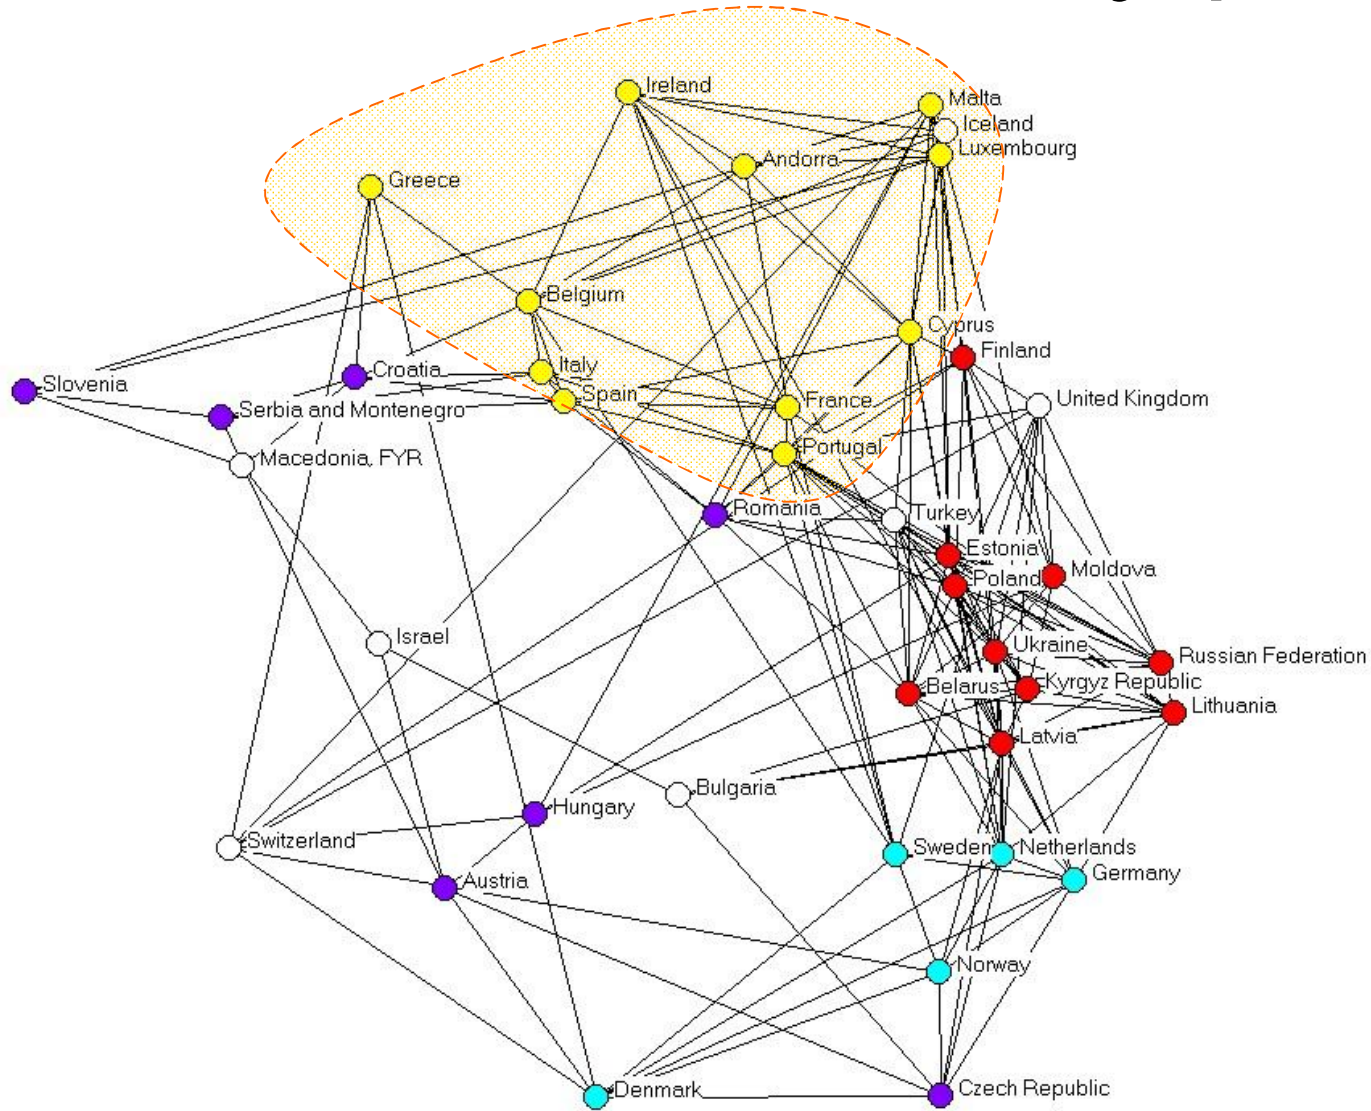 Ireland
Malta
Iceland
Luxembourg
Andorra
Greece
Belgium
Cyprus
Finland
Italy
Croatia
Slovenia
Spain
France
United Kingdom
Serbia and Montenegro
Portugal
Macedonia, FYR
Romania
Turkey
Estonia
Moldova
Poland
Israel
Ukraine
Russian Federation
Belarus
Kyrgyz Republic
Lithuania
Latvia
Bulgaria
Hungary
Switzerland
Sweden
Netherlands
Germany
Austria
Norway
Denmark
Czech Republic